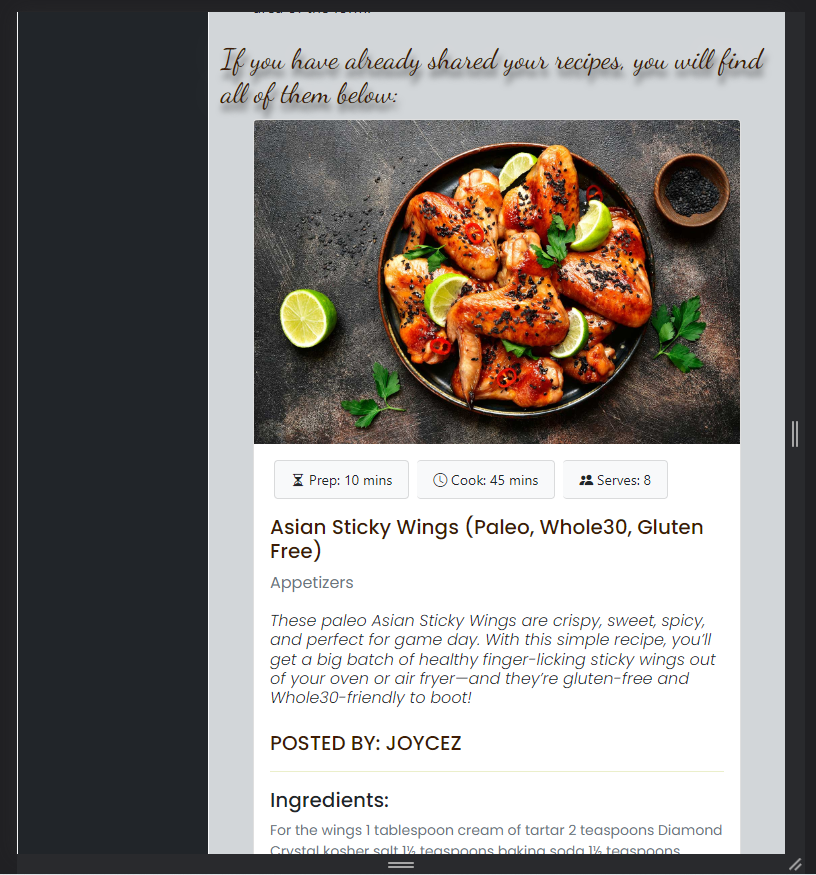 If you have already shared your recipes, you will find
all of them below:
Prep: 10 mins
Cook: 45 mins
Serves: 8
Asian Sticky Wings (Paleo, Whole30, Gluten
Free)
Appetizers
These paleo Asian Sticky Wings are crispy, sweet, spicy,
and perfect for game day. With this simple recipe, you’ll
get a big batch of healthy finger-licking sticky wings out
of your oven or air fryer—and they’re gluten-free and
Whole30-friendly to boot!
POSTED BY: JOYCEZ
Ingredients:
For the wings 1 tablespoon cream of tartar 2 teaspoons Diamond
Crystal kosher salt 1½ teaspoons baking soda 1½ teaspoons